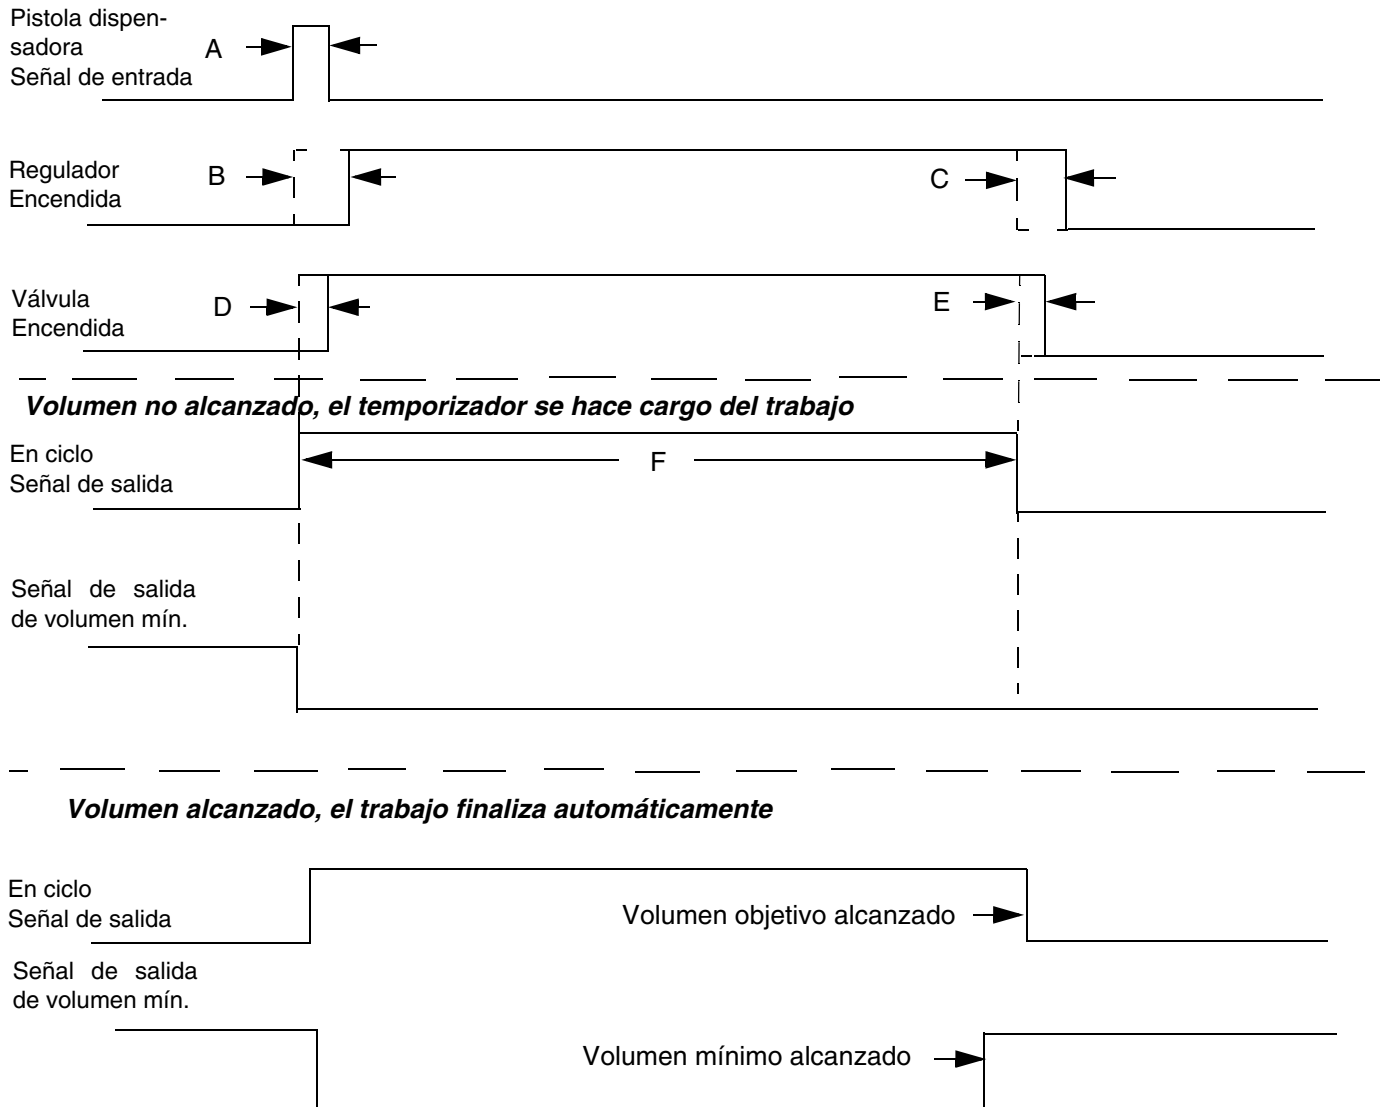 Pistola dispen-
sadora
Señal de entrada
A
Regulador
Encendida
B
C
Válvula
Encendida
D
E
Volumen no alcanzado, el temporizador se hace cargo del trabajo
En ciclo
Señal de salida
F
Señal de salida
de volumen mín.
Volumen alcanzado, el trabajo finaliza automáticamente
En ciclo
Señal de salida
Volumen objetivo alcanzado
Señal de salida
de volumen mín.
Volumen mínimo alcanzado